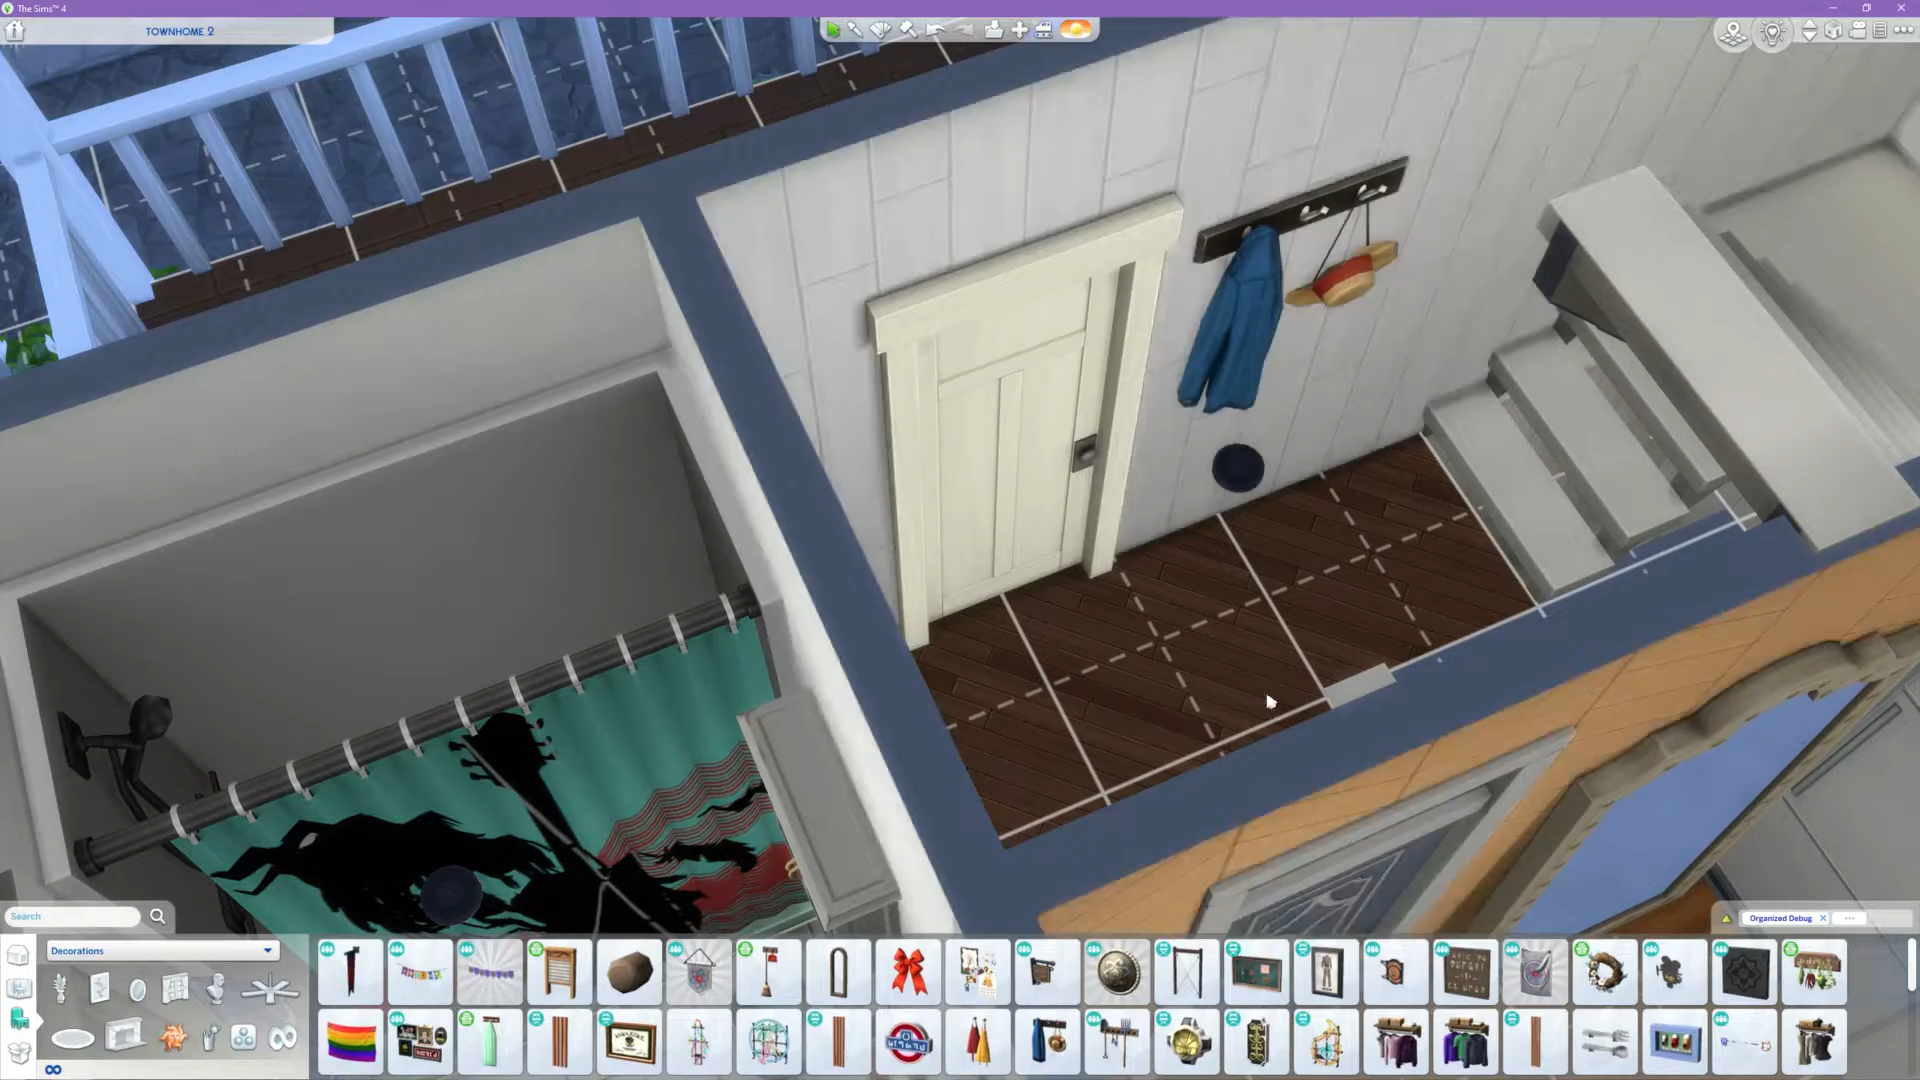 The Sims™ 4
TOWNHOME 2
Search
Organized Debug
Decorations